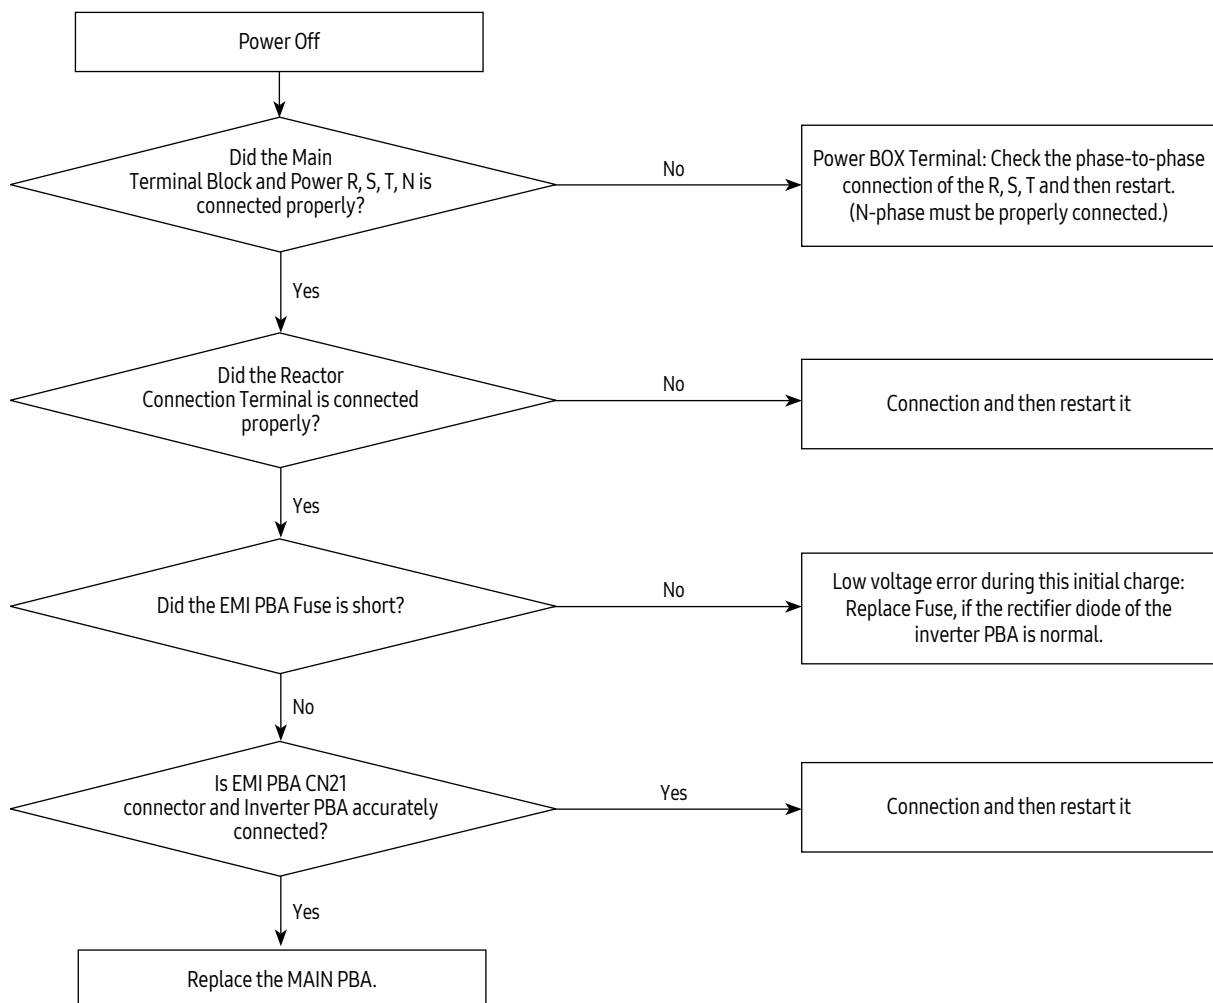 Power Off
Did the Main
Terminal Block and Power R, S, T, N is
connected properly?
No
Power BOX Terminal: Check the phase-to-phase
connection of the R, S, T and then restart.
(N-phase must be properly connected.)
Yes
Did the Reactor
Connection Terminal is connected
properly?
No
Connection and then restart it
Yes
Did the EMI PBA Fuse is short?
No
Low voltage error during this initial charge:
Replace Fuse, if the rectifier diode of the
inverter PBA is normal.
No
Is EMI PBA CN21
connector and Inverter PBA accurately
connected?
Yes
Connection and then restart it
Yes
Replace the MAIN PBA.